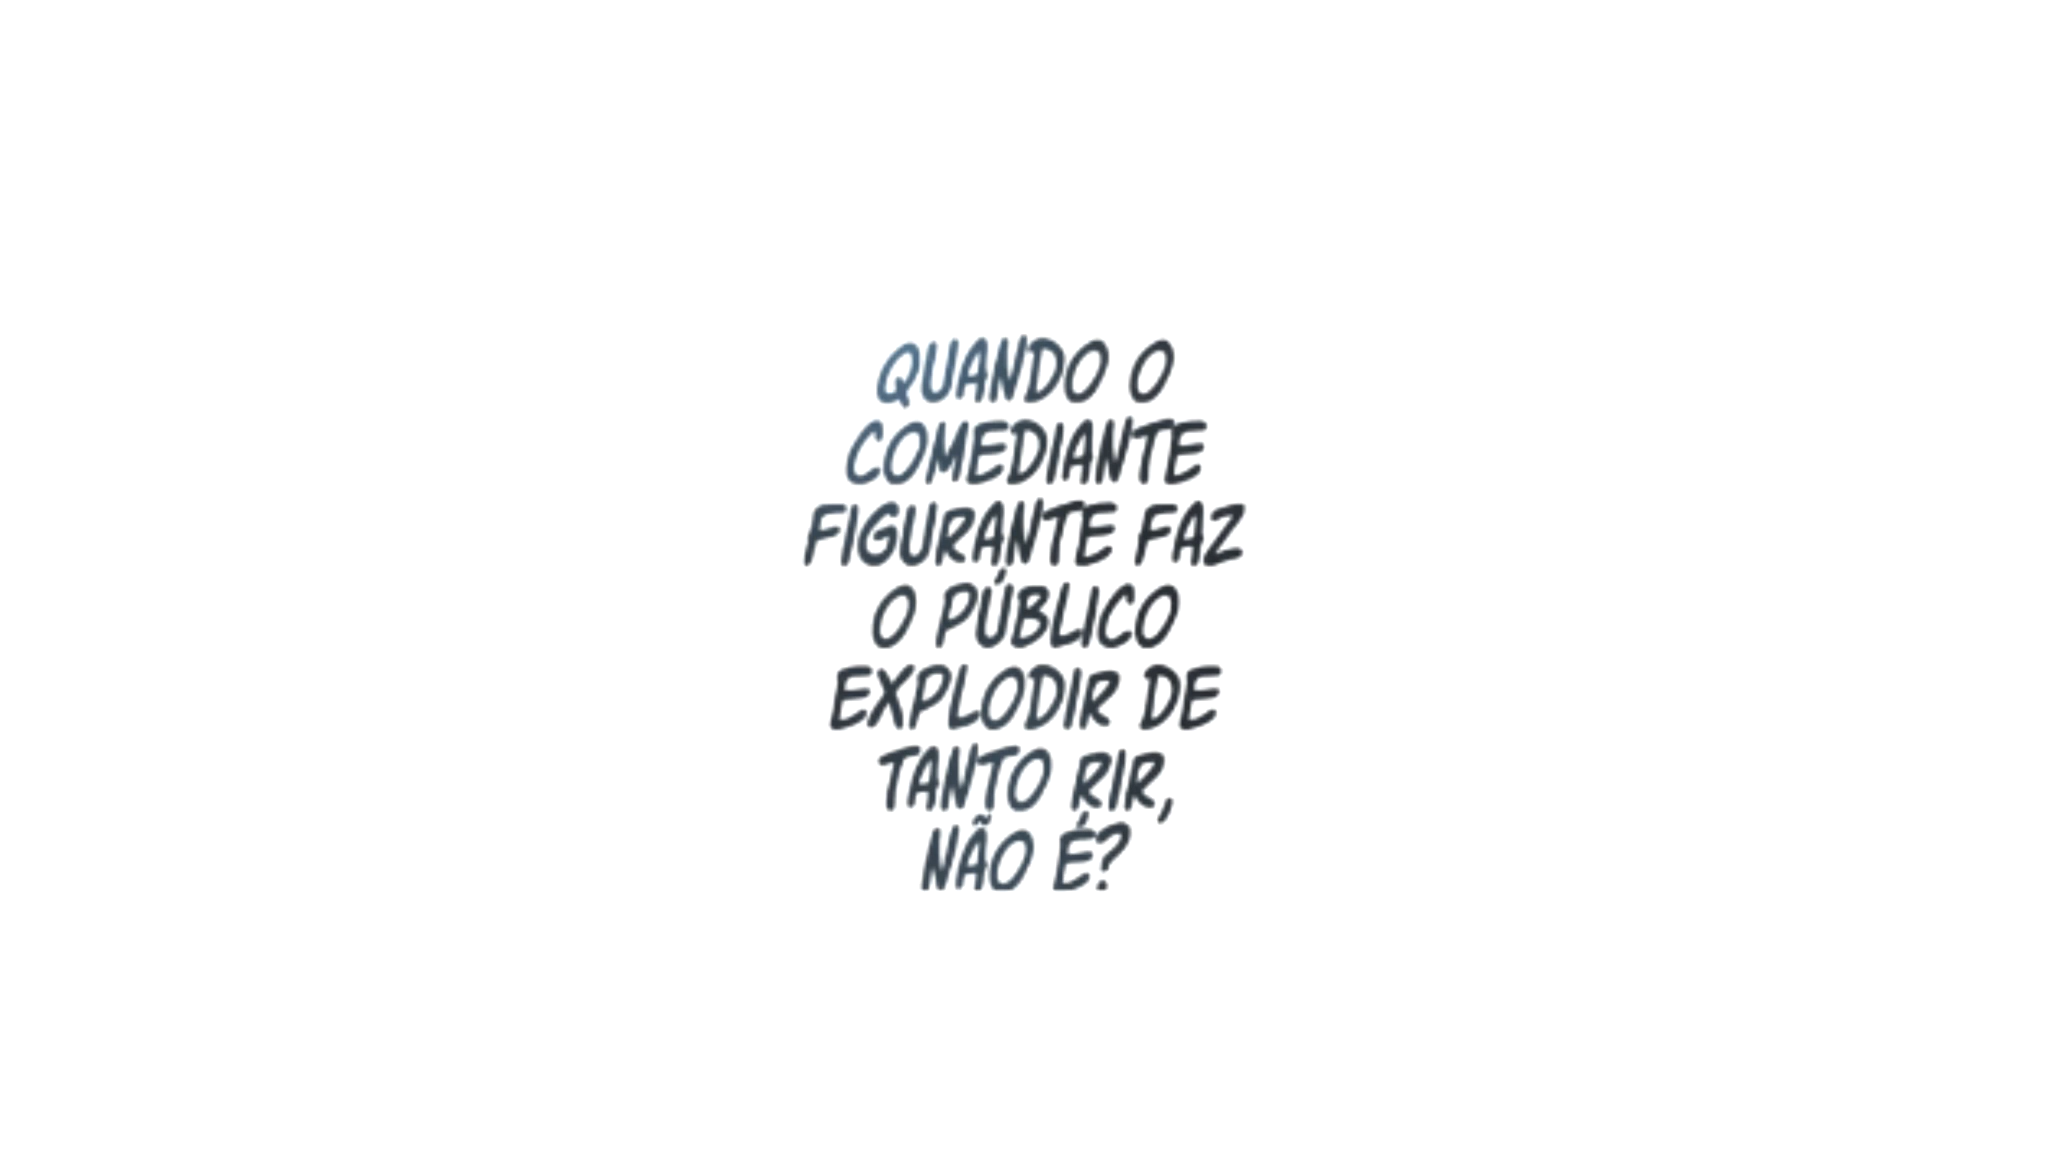 QUANDO O
COMEDIANTE
FIGURANTE FAZ
O PÚBLICO
EXPLODIR DE
TANTO RIR,
NÃO É?